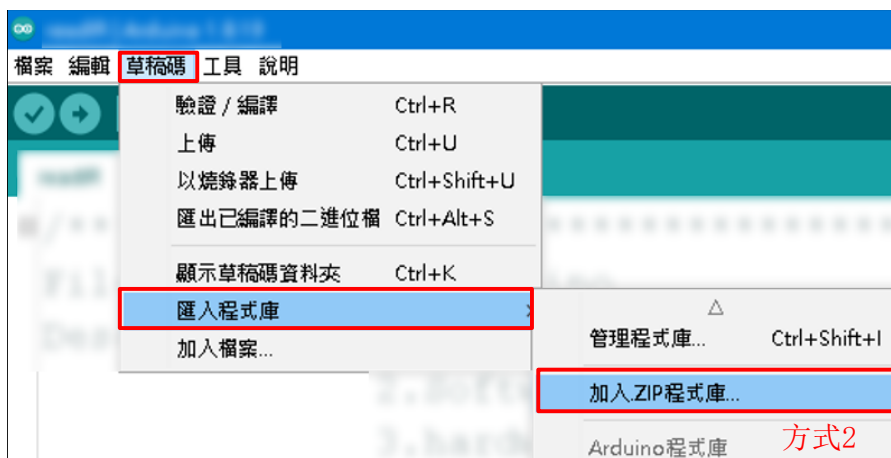 檔案 編輯 草稿碼 工具 說明
驗證 / 編譯 Ctrl+R
上傳 Ctrl+U
以燒錄器上傳 Ctrl+Shift+U
匯出已編譯的二進位檔 Ctrl+Alt+S
顯示草稿碼資料夾 Ctrl+K
匯入程式庫
加入檔案...
管理程式庫... Ctrl+Shift+I
加入.ZIP程式庫...
方式2
Arduino程式庫